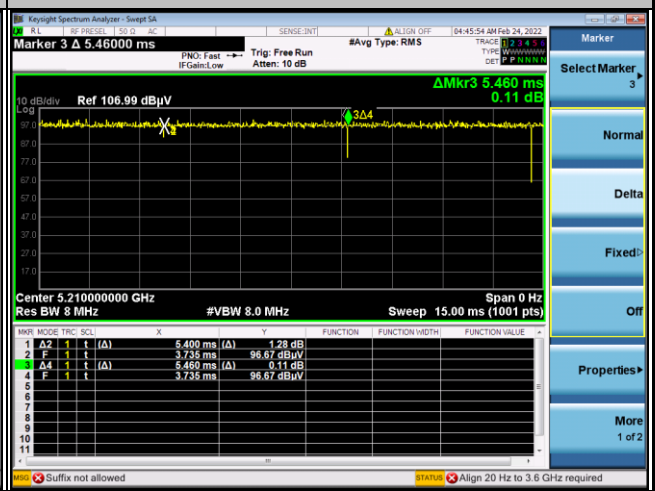 Keysight Spectrum Analyzer - Swept SA
RL RF PRESEL 50 Ω AC SENSE:INT ALIGN OFF 04:45:54 AM Feb 24, 2022
Marker 3 Δ 5.46000 ms
#Avg Type: RMS
TRACE 1 2 3 4 5 6
PNO: Fast Trig: Free Run
TYPE
IFGain:Low Atten: 10 dB
DET P P N N N N
ΔMkr3 5.460 ms
0.11 dB
10 dB/div Ref 106.99 dBµV
Log
97.0
87.0
77.0
67.0
57.0
47.0
37.0
27.0
17.0
3Δ4
Center 5.210000000 GHz Span 0 Hz
Res BW 8 MHz #VBW 8.0 MHz Sweep 15.00 ms (1001 pts)
MKR MODE TRC SCL X Y FUNCTION FUNCTION WIDTH FUNCTION VALUE
1 Δ2 1 t (Δ) 5.400 ms (Δ) 1.28 dB
2 F 1 t 3.735 ms 96.67 dBµV
3 Δ4 1 t (Δ) 5.460 ms (Δ) 0.11 dB
4 F 1 t 3.735 ms 96.67 dBµV
5
6
7
8
9
10
11
MSG Suffix not allowed STATUS Align 20 Hz to 3.6 GHz required
Marker
Select Marker
3
Normal
Delta
Fixed
Off
Properties
More
1 of 2